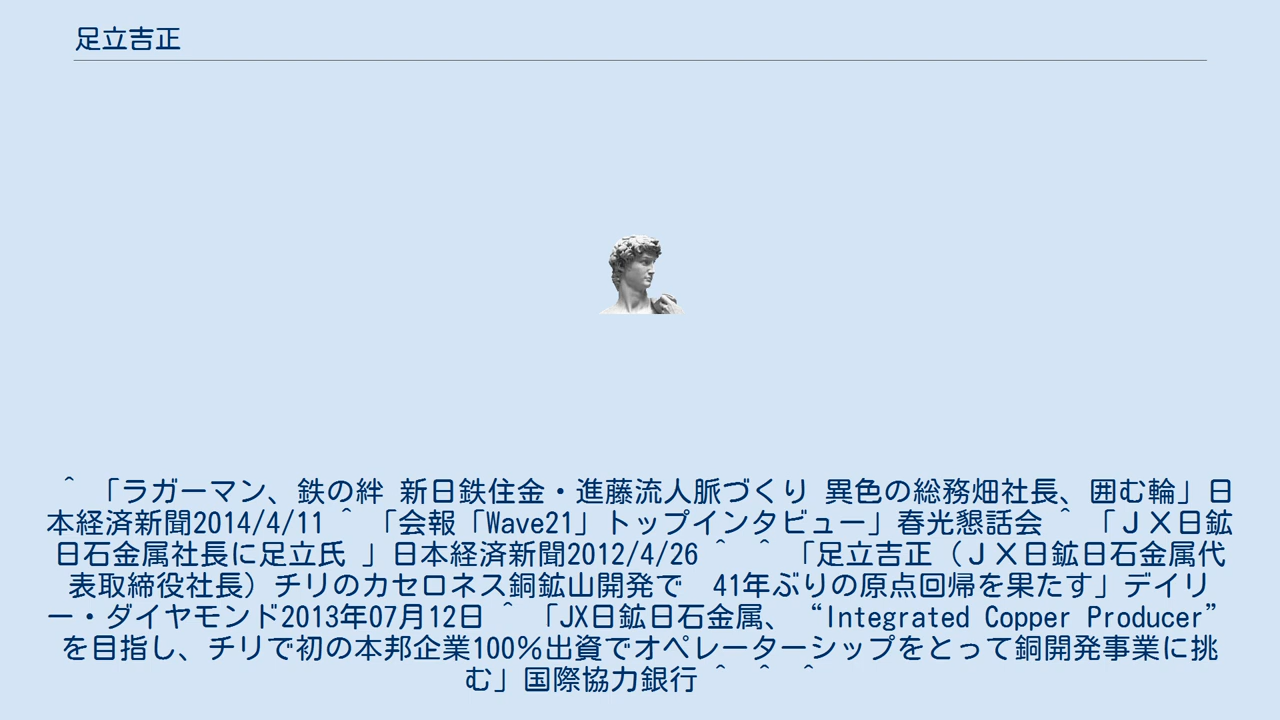 足立吉正
^ 「ラガーマン、鉄の絆 新日鉄住金・進藤流人脈づくり 異色の総務畑社長、囲む輪」日
本経済新聞2014/4/11 ^ 「会報「Wave21」トップインタビュー」春光懇話会 ^ 「ＪＸ日鉱
日石金属社長に足立氏 」日本経済新聞2012/4/26 ^ ^ 「足立吉正（ＪＸ日鉱日石金属代
表取締役社長）チリのカセロネス銅鉱山開発で　41年ぶりの原点回帰を果たす」デイリ
ー・ダイヤモンド2013年07月12日 ^ 「JX日鉱日石金属、“Integrated Copper Producer”
を目指し、チリで初の本邦企業100％出資でオペレーターシップをとって銅開発事業に挑
む」国際協力銀行 ^ ^ ^